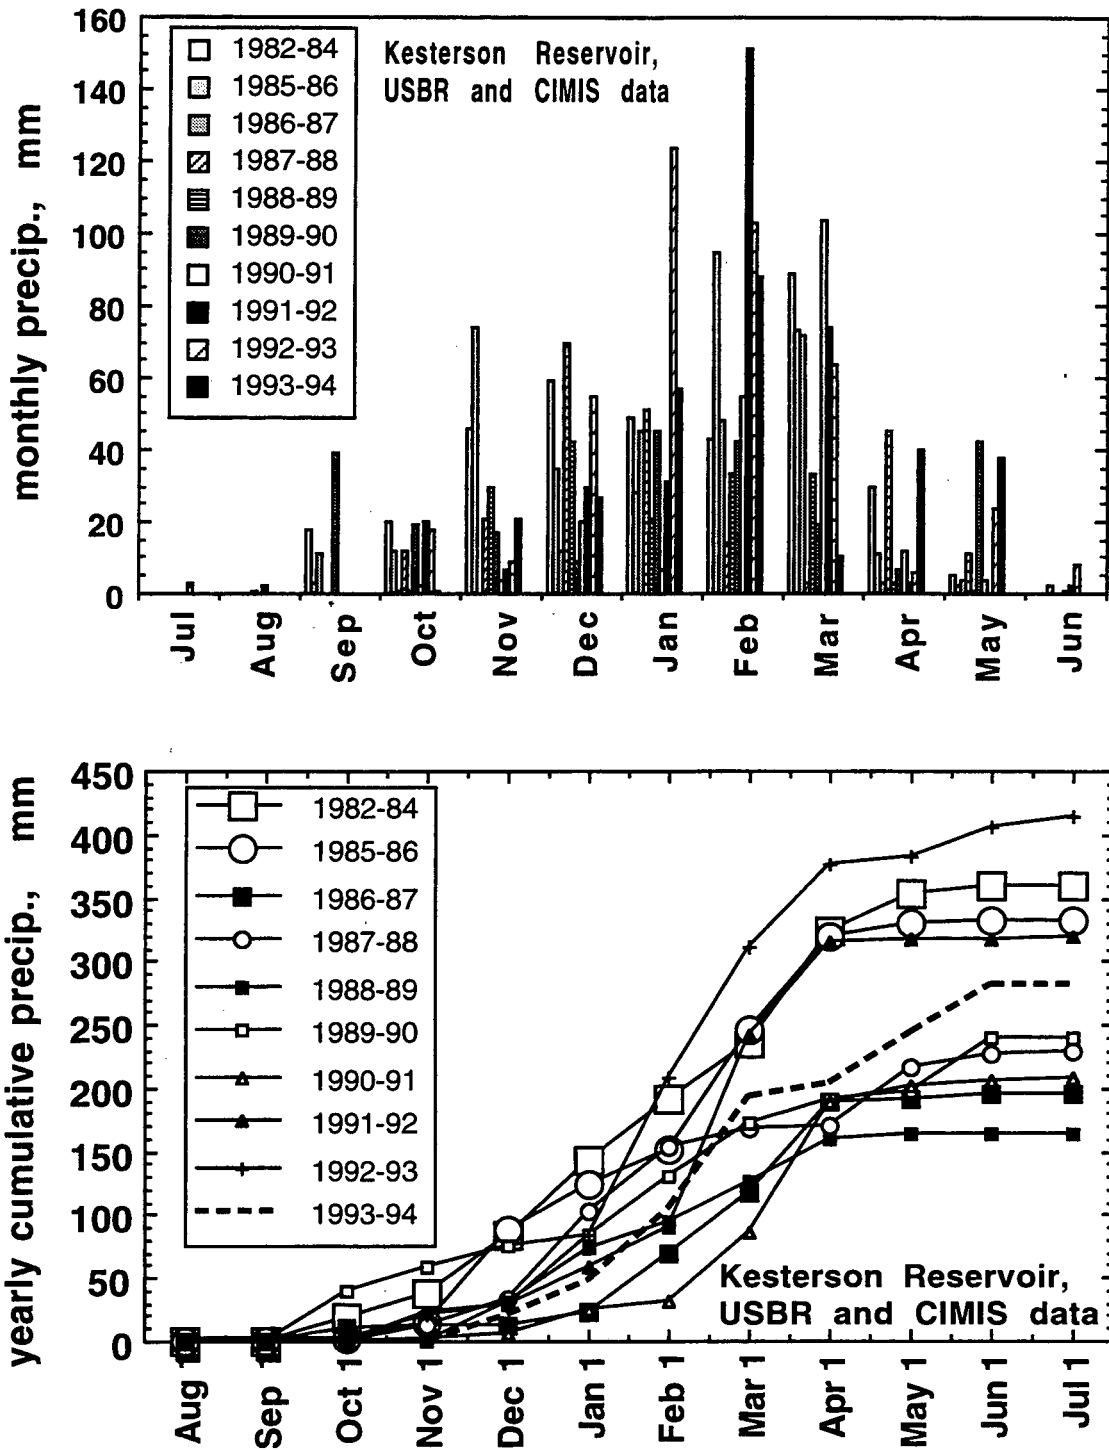 160
140
120
100
80
60
40
20
0
monthly precip., mm
1982-84
1985-86
1986-87
1987-88
1988-89
1989-90
1990-91
1991-92
1992-93
1993-94
Kesterson Reservoir,
USBR and CIMIS data
Jul
Aug
Sep
Oct
Nov
Dec
Jan
Feb
Mar
Apr
May
Jun
450
400
350
300
250
200
150
100
50
0
yearly cumulative precip., mm
1982-84
1985-86
1986-87
1987-88
1988-89
1989-90
1990-91
1991-92
1992-93
1993-94
Kesterson Reservoir,
USBR and CIMIS data
Aug 1
Sep 1
Oct 1
Nov 1
Dec 1
Jan 1
Feb 1
Mar 1
Apr 1
May 1
Jun 1
Jul 1